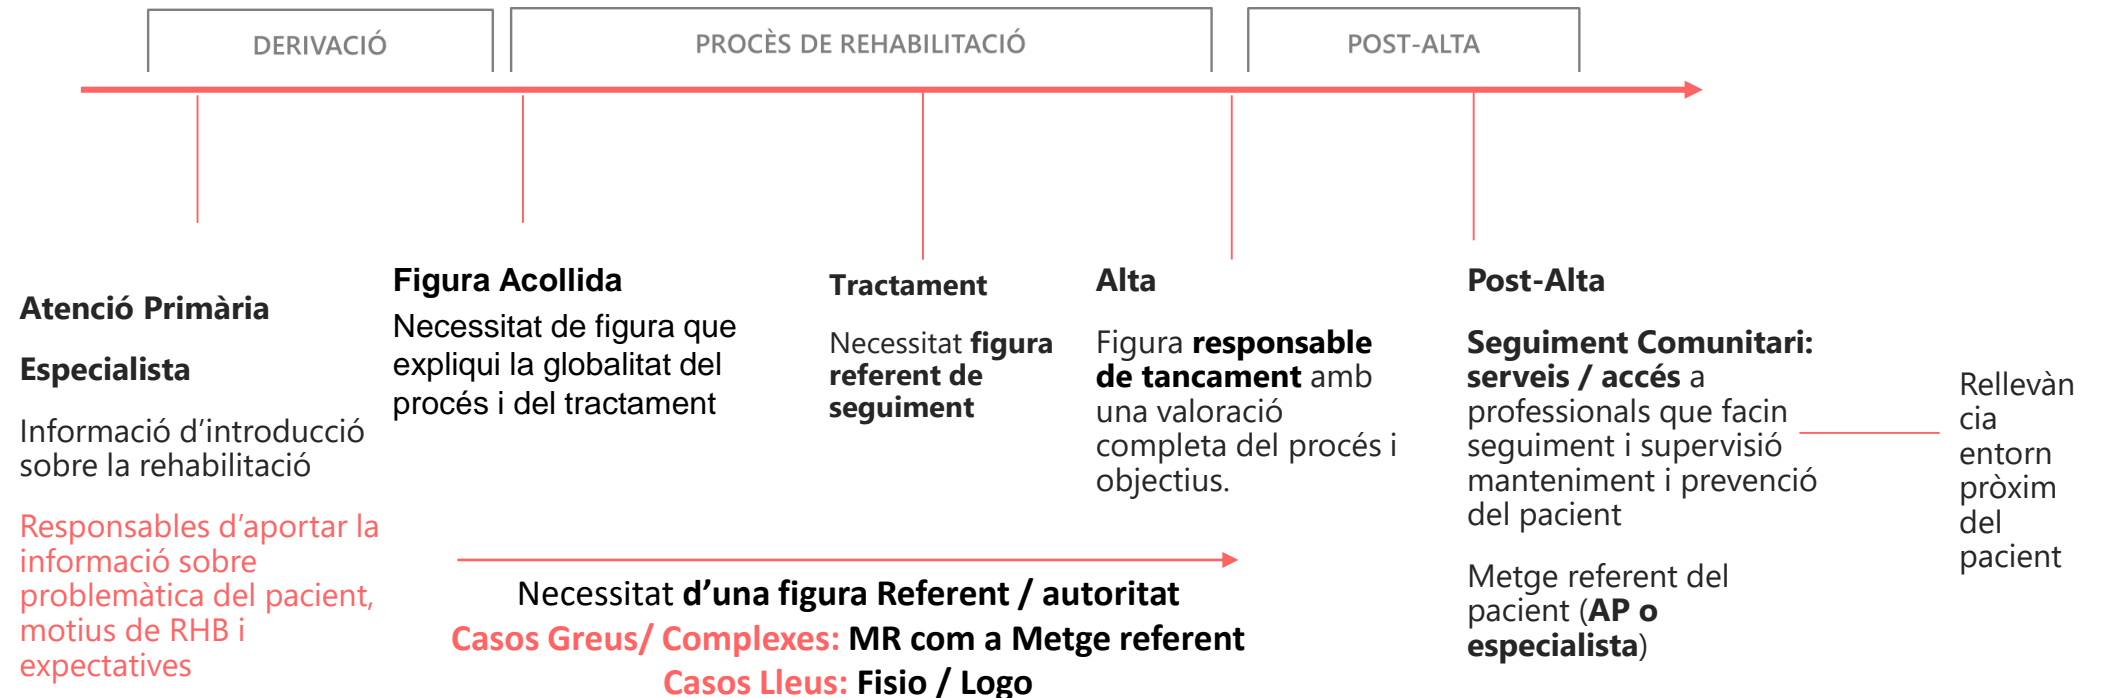 DERIVACIÓ
PROCÈS DE REHABILITACIÓ
POST-ALTA
Atenció Primària
Especialista
Informació d’introducció
sobre la rehabilitació
Responsables d’aportar la
informació sobre
problemàtica del pacient,
motius de RHB i
expectatives
Figura Acollida
Necessitat de figura que
expliqui la globalitat del
procés i del tractament
Tractament
Necessitat figura
referent de
seguiment
Alta
Figura responsable
de tancament amb
una valoració
completa del procés i
objectius.
Necessitat d’una figura Referent / autoritat
Casos Greus/ Complexes: MR com a Metge referent
Casos Lleus: Fisio / Logo
Post-Alta
Seguiment Comunitari:
serveis / accés a
professionals que facin
seguiment i supervisió
manteniment i prevenció
del pacient
Metge referent del
pacient (AP o
especialista)
Rellevàn
cia
entorn
pròxim
del
pacient